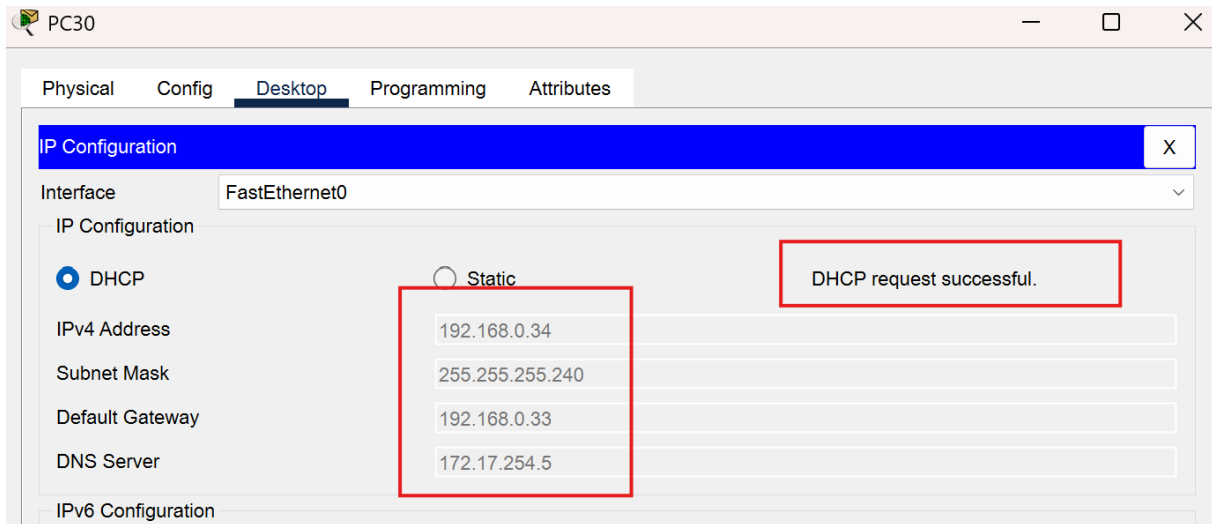 PC30
Physical Config Desktop Programming Attributes
IP Configuration X
Interface FastEthernet0
IP Configuration
DHCP Static DHCP request successful.
IPv4 Address 192.168.0.34
Subnet Mask 255.255.255.240
Default Gateway 192.168.0.33
DNS Server 172.17.254.5
IPv6 Configuration